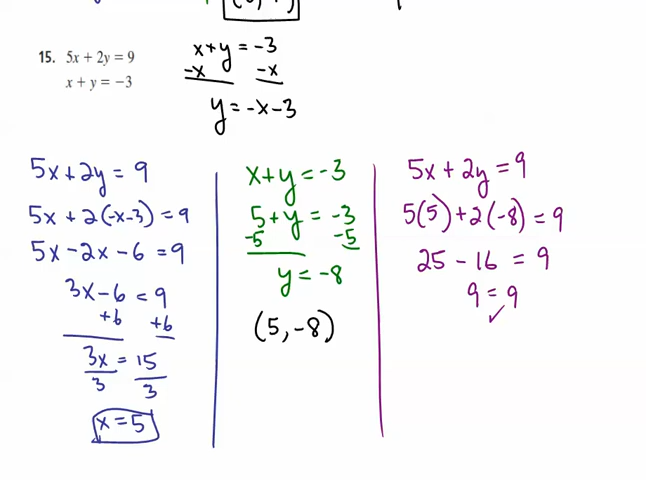 15. 5x + 2y = 9
x + y = −3
x+y = -3
-x -x
y = -x-3
5x+2y = 9
5x + 2(-x-3) = 9
5x-2x-6 = 9
3x-6 = 9
+6 +6
3x = 15
3 3
x = 5
x+y = -3
5+y = -3
-5 -5
y = -8
(5, -8)
5x + 2y = 9
5(5) + 2(-8) = 9
25 - 16 = 9
9 = 9
✓